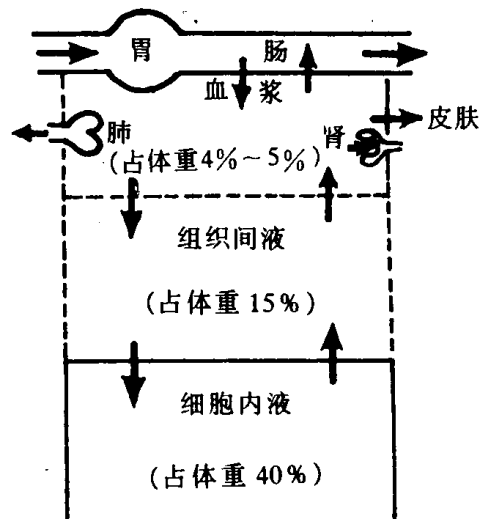 胃 肠
血浆
皮肤
肺
肾
(占体重4%~5%)
组织间液
(占体重15%)
细胞内液
(占体重40%)